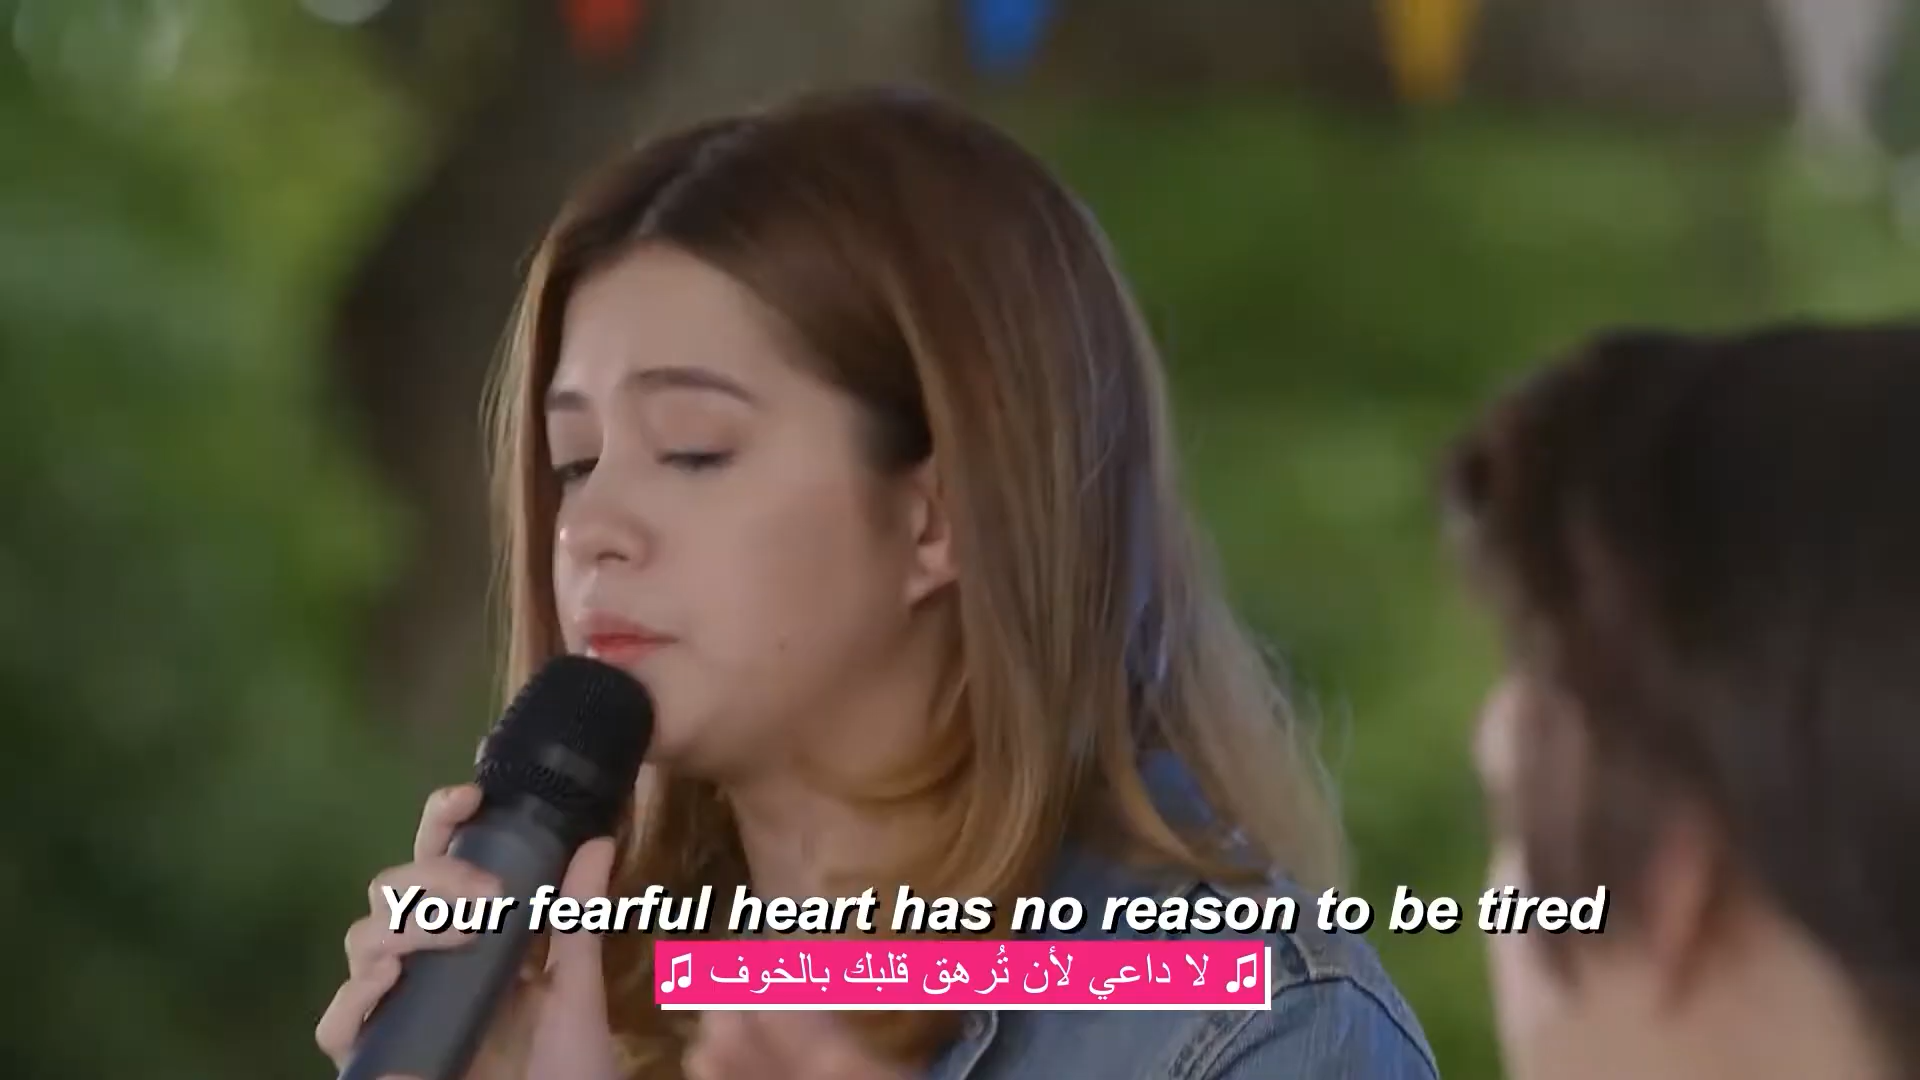 Your fearful heart has no reason to be tired
♫ لا داعي لأن تُرهق قلبك بالخوف ♫